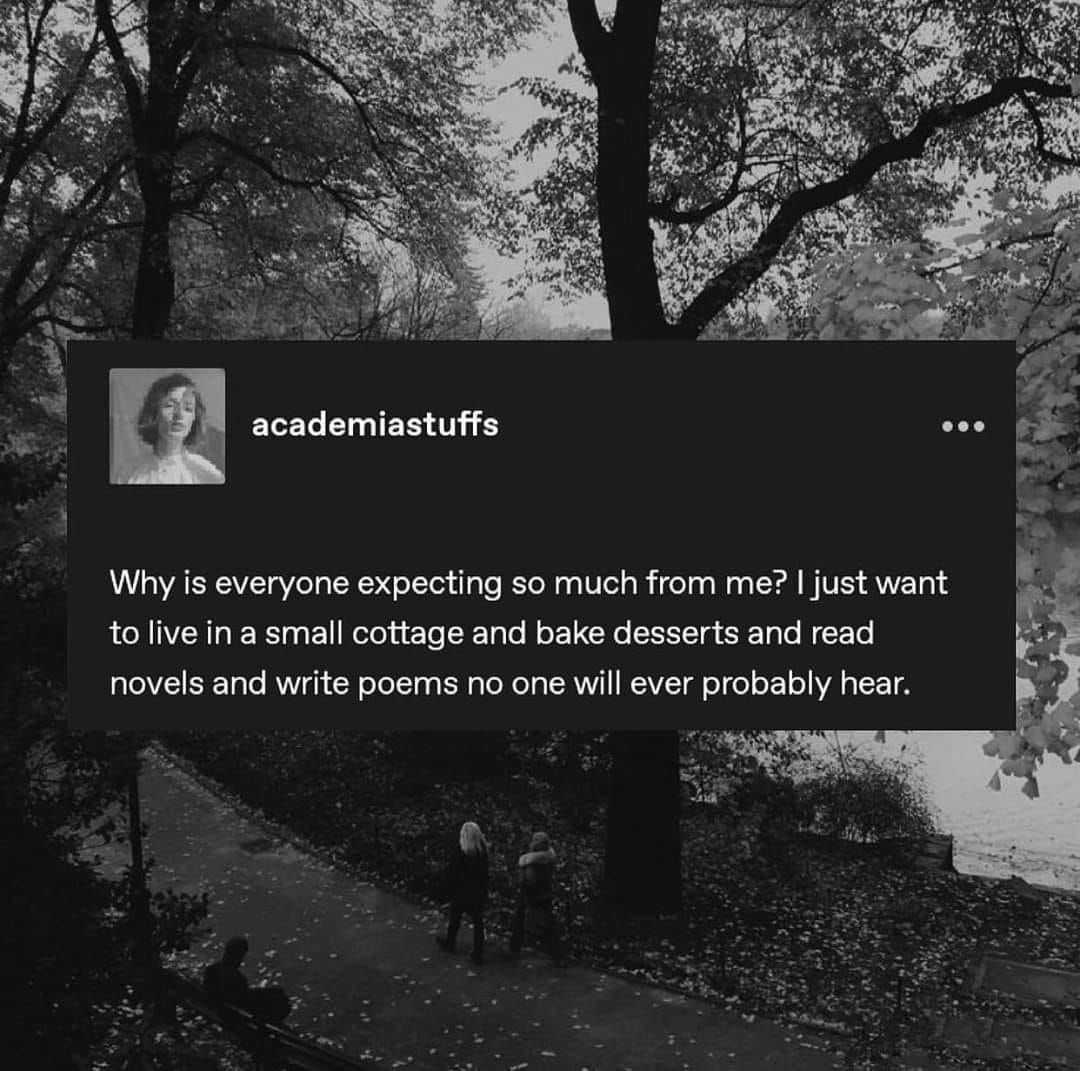 academiastuffs
Why is everyone expecting so much from me? I just want
to live in a small cottage and bake desserts and read
novels and write poems no one will ever probably hear.